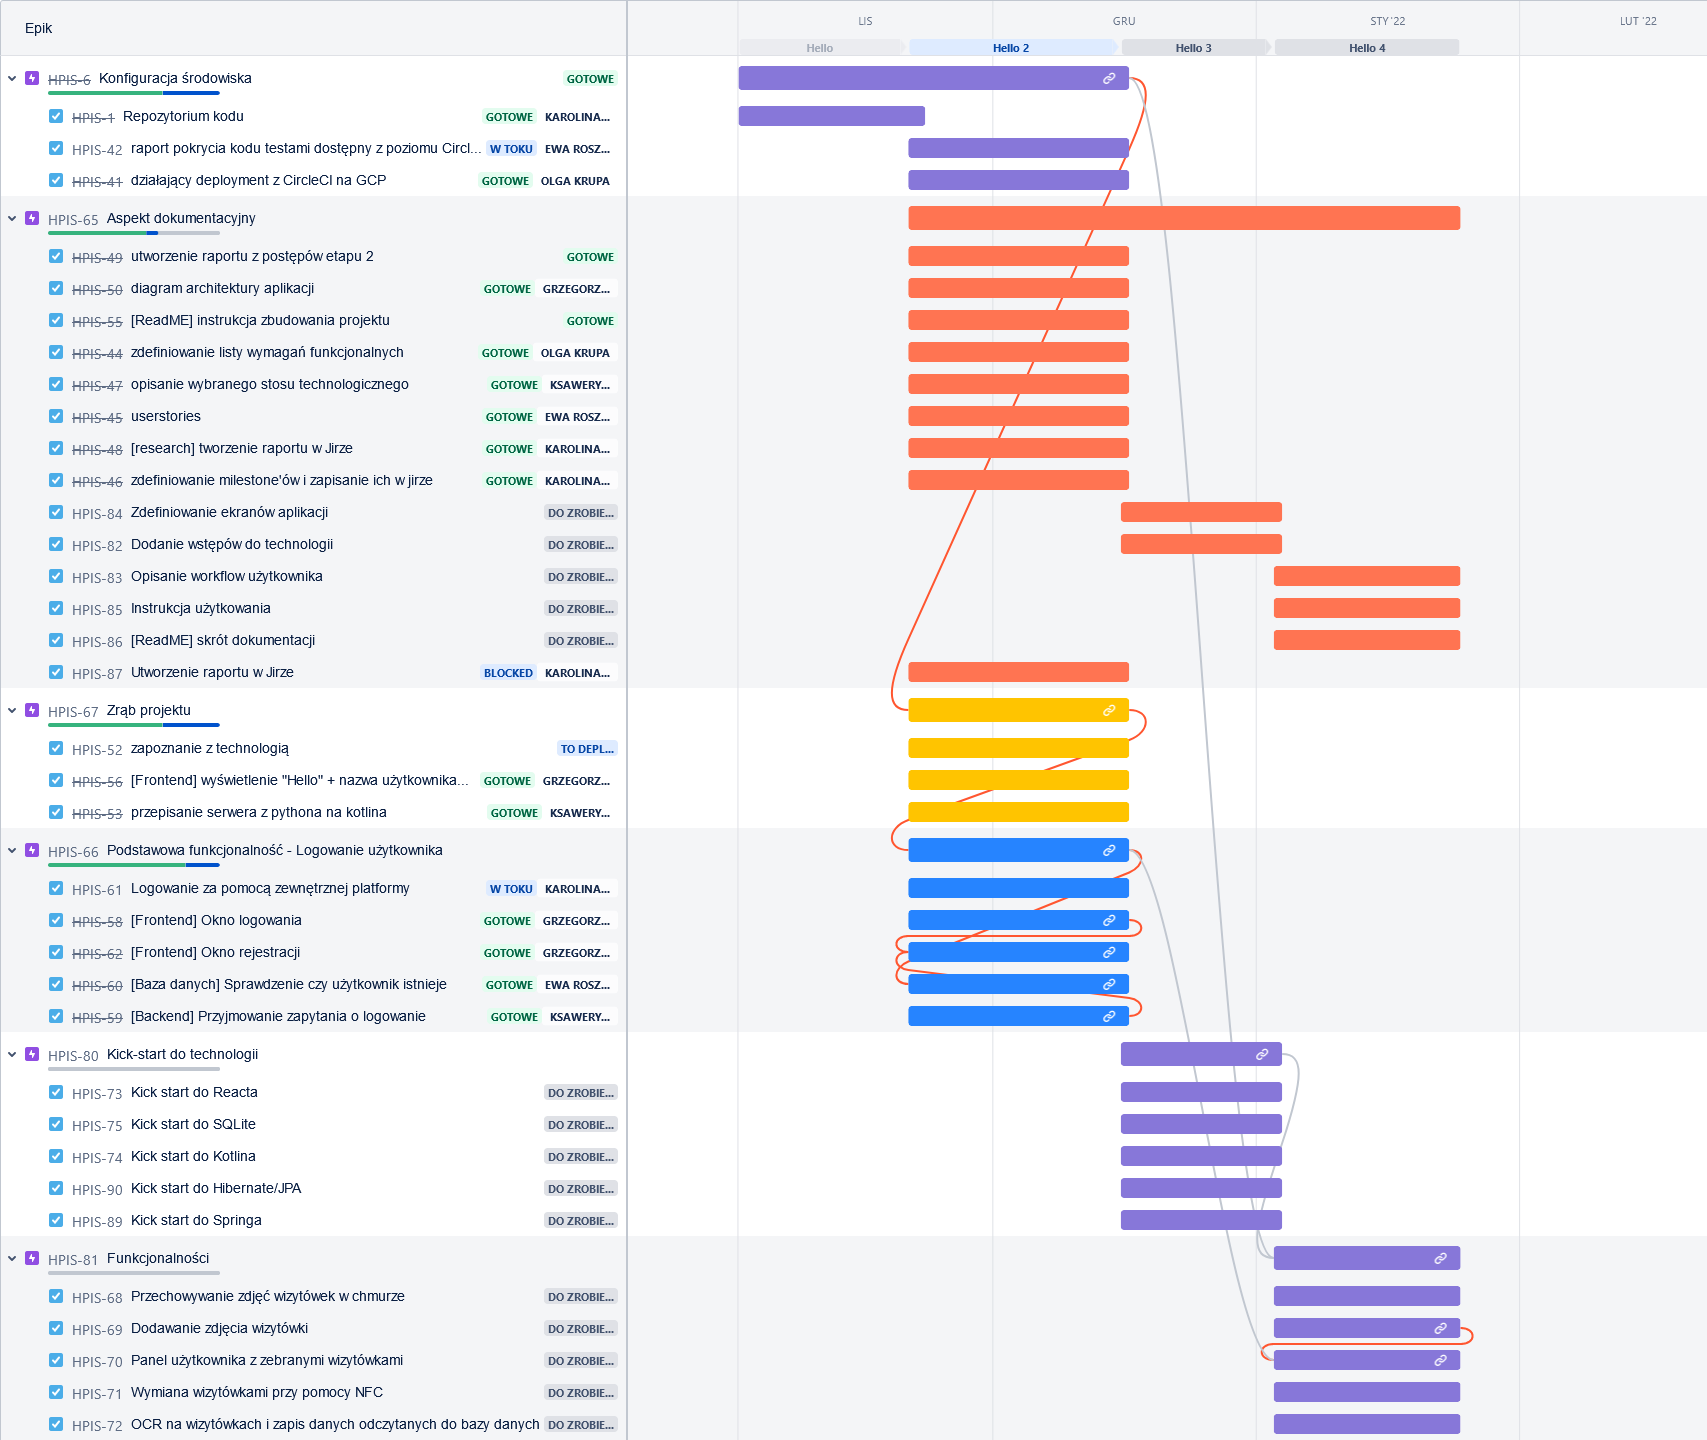 Epik
LIS GRU STY '22 LUT '22
Hello Hello 2 Hello 3 Hello 4
HPIS-6 Konfiguracja środowiska GOTOWE
HPIS-1 Repozytorium kodu GOTOWE KAROLINA...
HPIS-42 raport pokrycia kodu testami dostępny z poziomu Circl... W TOKU EWA ROSZ...
HPIS-41 działający deployment z CircleCI na GCP GOTOWE OLGA KRUPA
HPIS-65 Aspekt dokumentacyjny
HPIS-49 utworzenie raportu z postępów etapu 2 GOTOWE
HPIS-50 diagram architektury aplikacji GOTOWE GRZEGORZ...
HPIS-55 [ReadME] instrukcja zbudowania projektu GOTOWE
HPIS-44 zdefiniowanie listy wymagań funkcjonalnych GOTOWE OLGA KRUPA
HPIS-47 opisanie wybranego stosu technologicznego GOTOWE KSAWERY...
HPIS-45 userstories GOTOWE EWA ROSZ...
HPIS-48 [research] tworzenie raportu w Jirze GOTOWE KAROLINA...
HPIS-46 zdefiniowanie milestone'ów i zapisanie ich w jirze GOTOWE KAROLINA...
HPIS-84 Zdefiniowanie ekranów aplikacji DO ZROBIE...
HPIS-82 Dodanie wstępów do technologii DO ZROBIE...
HPIS-83 Opisanie workflow użytkownika DO ZROBIE...
HPIS-85 Instrukcja użytkowania DO ZROBIE...
HPIS-86 [ReadME] skrót dokumentacji DO ZROBIE...
HPIS-87 Utworzenie raportu w Jirze BLOCKED KAROLINA...
HPIS-67 Zrąb projektu
HPIS-52 zapoznanie z technologią TO DEPL...
HPIS-56 [Frontend] wyświetlenie "Hello" + nazwa użytkownika... GOTOWE GRZEGORZ...
HPIS-53 przepisanie serwera z pythona na kotlina GOTOWE KSAWERY...
HPIS-66 Podstawowa funkcjonalność - Logowanie użytkownika
HPIS-61 Logowanie za pomocą zewnętrznej platformy W TOKU KAROLINA...
HPIS-58 [Frontend] Okno logowania GOTOWE GRZEGORZ...
HPIS-62 [Frontend] Okno rejestracji GOTOWE GRZEGORZ...
HPIS-60 [Baza danych] Sprawdzenie czy użytkownik istnieje GOTOWE EWA ROSZ...
HPIS-59 [Backend] Przyjmowanie zapytania o logowanie GOTOWE KSAWERY...
HPIS-80 Kick-start do technologii
HPIS-73 Kick start do Reacta DO ZROBIE...
HPIS-75 Kick start do SQLite DO ZROBIE...
HPIS-74 Kick start do Kotlina DO ZROBIE...
HPIS-90 Kick start do Hibernate/JPA DO ZROBIE...
HPIS-89 Kick start do Springa DO ZROBIE...
HPIS-81 Funkcjonalności
HPIS-68 Przechowywanie zdjęć wizytówek w chmurze DO ZROBIE...
HPIS-69 Dodawanie zdjęcia wizytówki DO ZROBIE...
HPIS-70 Panel użytkownika z zebranymi wizytówkami DO ZROBIE...
HPIS-71 Wymiana wizytówkami przy pomocy NFC DO ZROBIE...
HPIS-72 OCR na wizytówkach i zapis danych odczytanych do bazy danych DO ZROBIE...